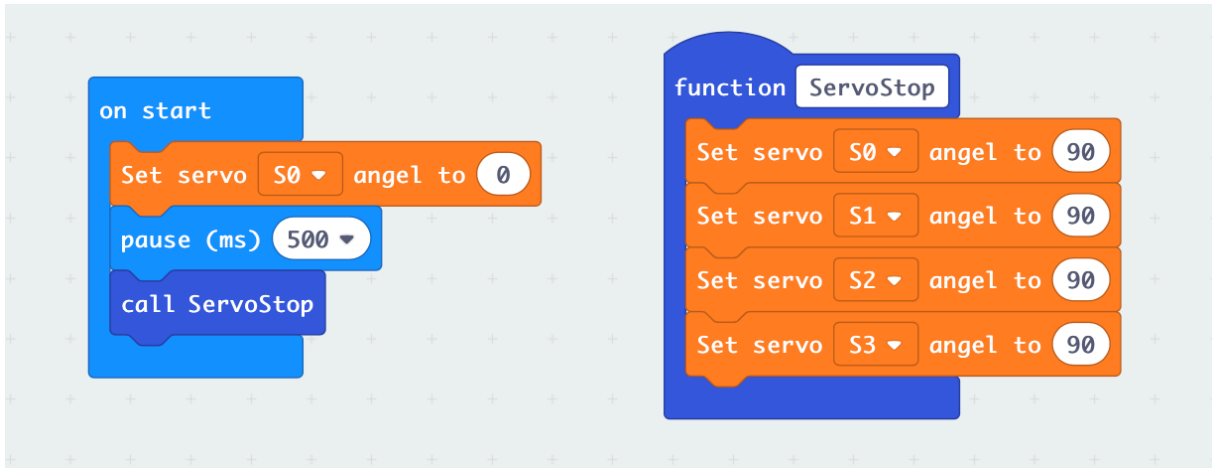 on start
Set servo S0 angel to 0
pause (ms) 500
call ServoStop
function ServoStop
Set servo S0 angel to 90
Set servo S1 angel to 90
Set servo S2 angel to 90
Set servo S3 angel to 90